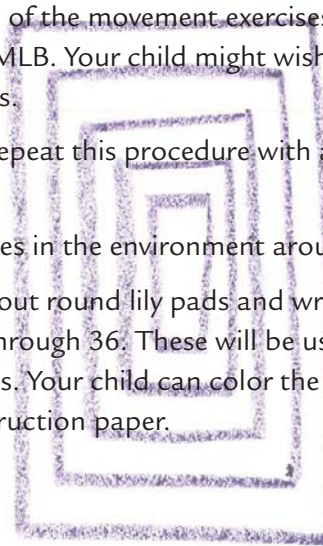 of the movement exercises
MLB. Your child might wish
s.
epeat this procedure with a
es in the environment arou
out round lily pads and wr
hrough 36. These will be us
s. Your child can color the
ruction paper.